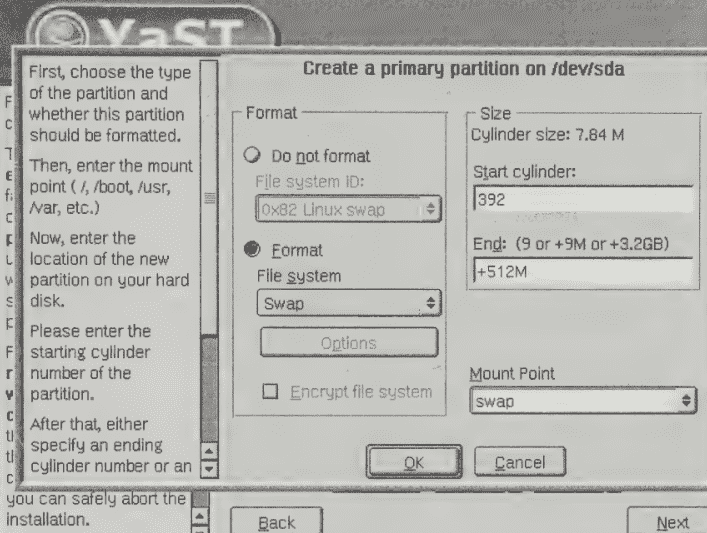 YaST
First, choose the type
of the partition and
whether this partition
should be formatted.
Then, enter the mount
point ( /, /boot, /usr,
/var, etc.)
Now, enter the
location of the new
partition on your hard
disk.
Please enter the
starting cylinder
number of the
partition.
After that, either
specify an ending
cylinder number or an
you can safely abort the
installation.
Create a primary partition on /dev/sda
Format
Do not format
File system ID:
0x82 Linux swap
Format
File system
Swap
Options
Encrypt file system
Size
Cylinder size: 7.84 M
Start cylinder:
392
End: (9 or +9M or +3.2GB)
+512M
Mount Point
swap
OK
Cancel
Back
Next